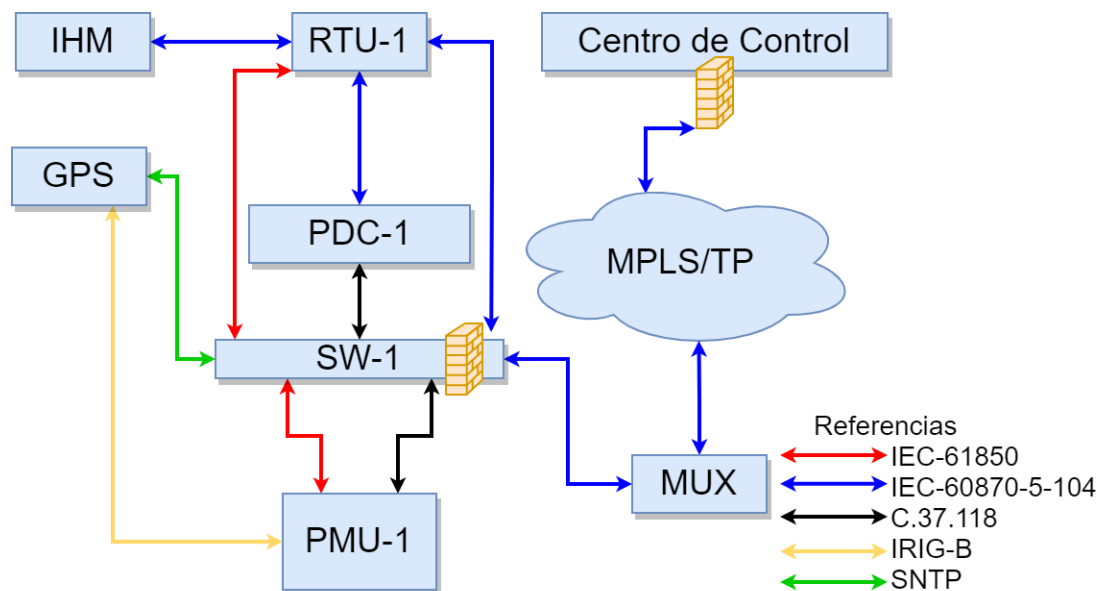 IHM
RTU-1
Centro de Control
GPS
PDC-1
MPLS/TP
SW-1
MUX
PMU-1
Referencias
IEC-61850
IEC-60870-5-104
C.37.118
IRIG-B
SNTP